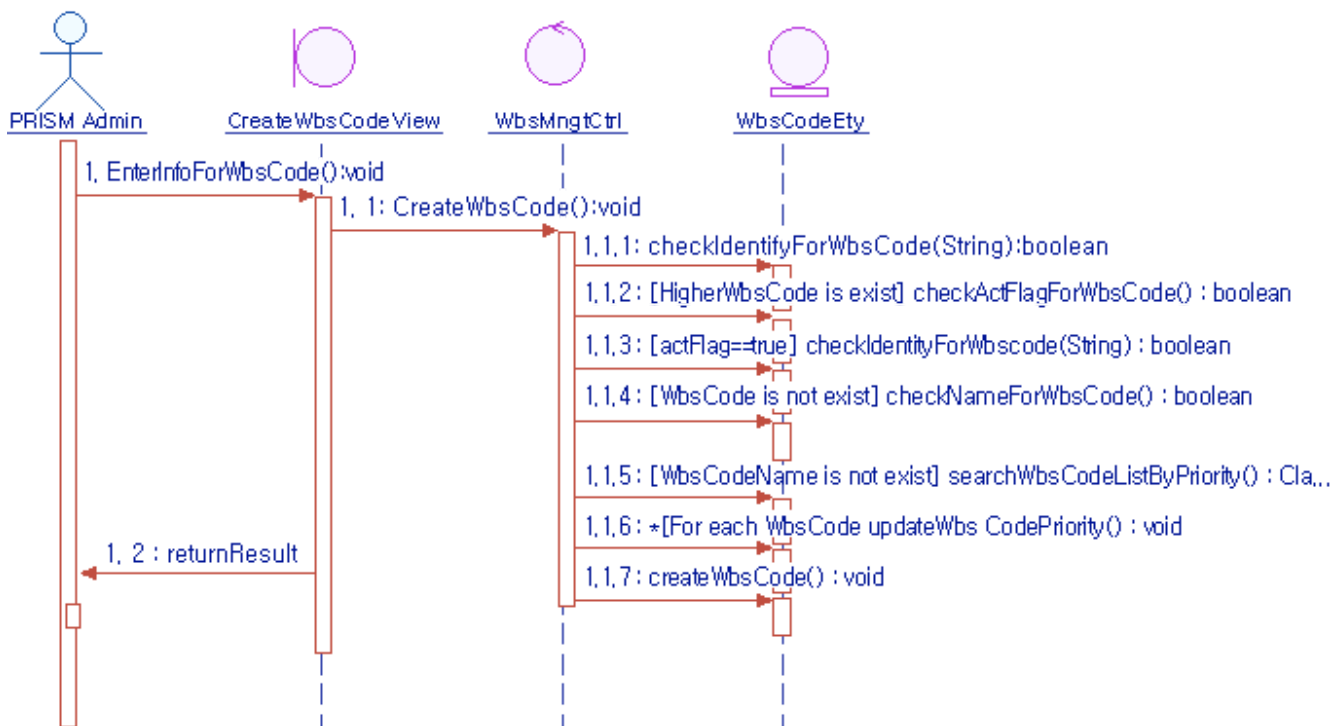 PRISM Admin
CreateWbsCodeView
WbsMngtCtrl
WbsCodeEty
1, EnterInfoForWbsCode():void
1, 1: CreateWbsCode():void
1,1,1: checkIdentifyForWbsCode(String):boolean
1,1,2: [HigherWbsCode is exist] checkActFlagForWbsCode() : boolean
1,1,3: [actFlag==true] checkIdentityForWbscode(String) : boolean
1,1,4: [WbsCode is not exist] checkNameForWbsCode() : boolean
1,1,5: [WbsCodeName is not exist] searchWbsCodeListByPriority() : Cla,,,
1,1,6: *[For each WbsCode updateWbs CodePriority() : void
1, 2 : returnResult
1,1,7: createWbsCode() : void